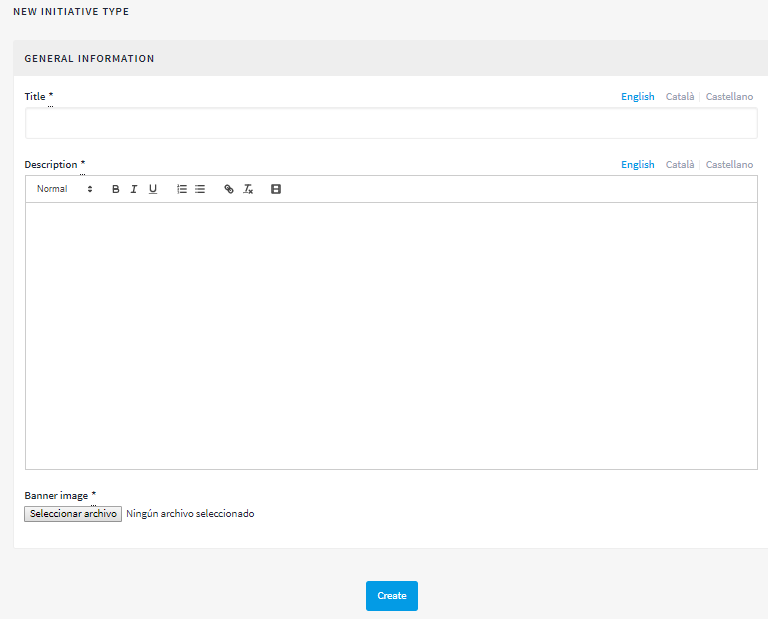 NEW INITIATIVE TYPE
GENERAL INFORMATION
Title * English Català Castellano
Description * English Català Castellano
Normal B I U
Banner image *
Seleccionar archivo Ningún archivo seleccionado
Create